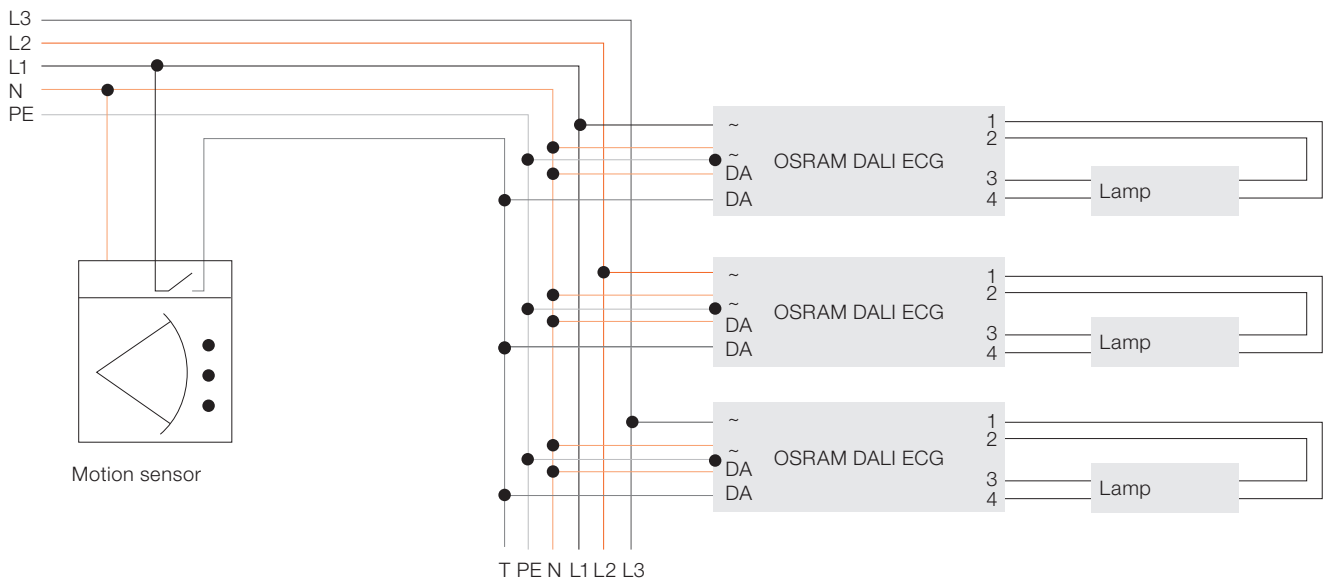 L3
L2
L1
N
PE
~
~
DA
DA
OSRAM DALI ECG
1
2
3
4
Lamp
~
~
DA
DA
OSRAM DALI ECG
1
2
3
4
Lamp
~
~
DA
DA
OSRAM DALI ECG
1
2
3
4
Lamp
Motion sensor
T PE N L1 L2 L3